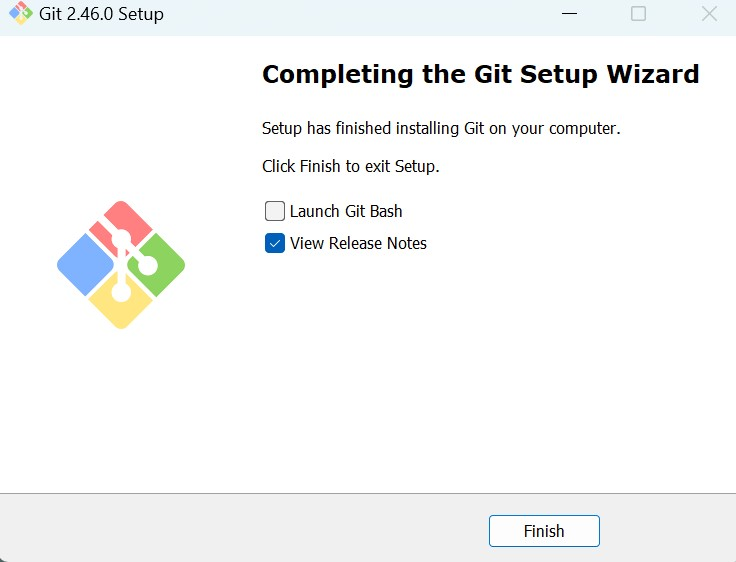 Git 2.46.0 Setup
Completing the Git Setup Wizard
Setup has finished installing Git on your computer.
Click Finish to exit Setup.
Launch Git Bash
View Release Notes
Finish